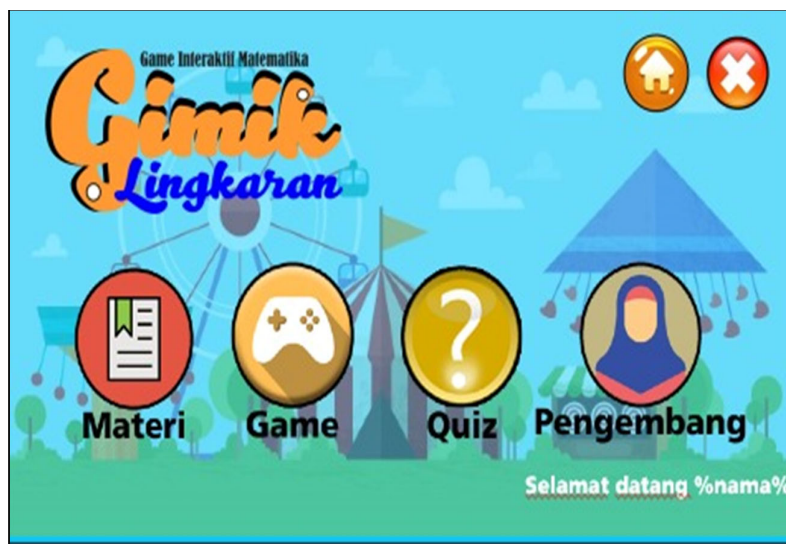 Game Interaktif Matematika
Gimik
Lingkaran
?
Materi
Game
Quiz
Pengembang
Selamat datang %nama%